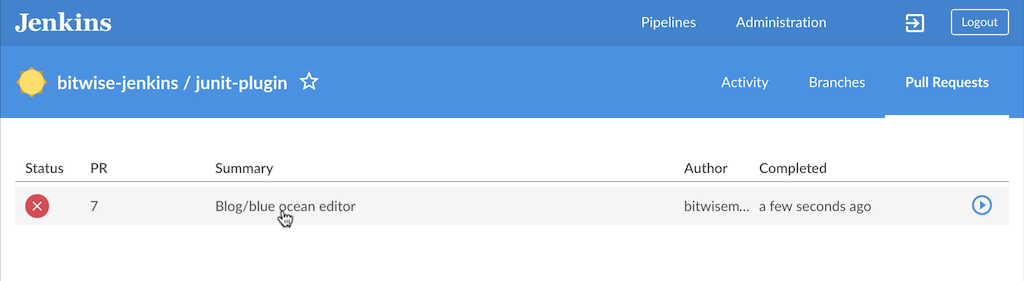 Jenkins Pipelines Administration Logout
bitwise-jenkins / junit-plugin Activity Branches Pull Requests
Status PR Summary Author Completed
7 Blog/blue ocean editor bitwisem... a few seconds ago